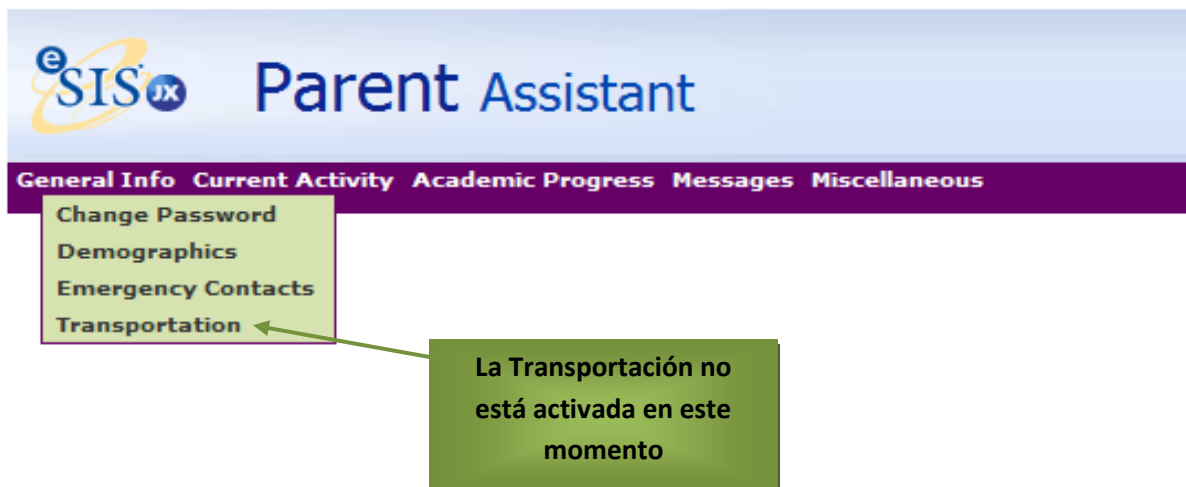 eSIS JX Parent Assistant
General Info Current Activity Academic Progress Messages Miscellaneous
Change Password
Demographics
Emergency Contacts
Transportation
La Transportación no
está activada en este
momento